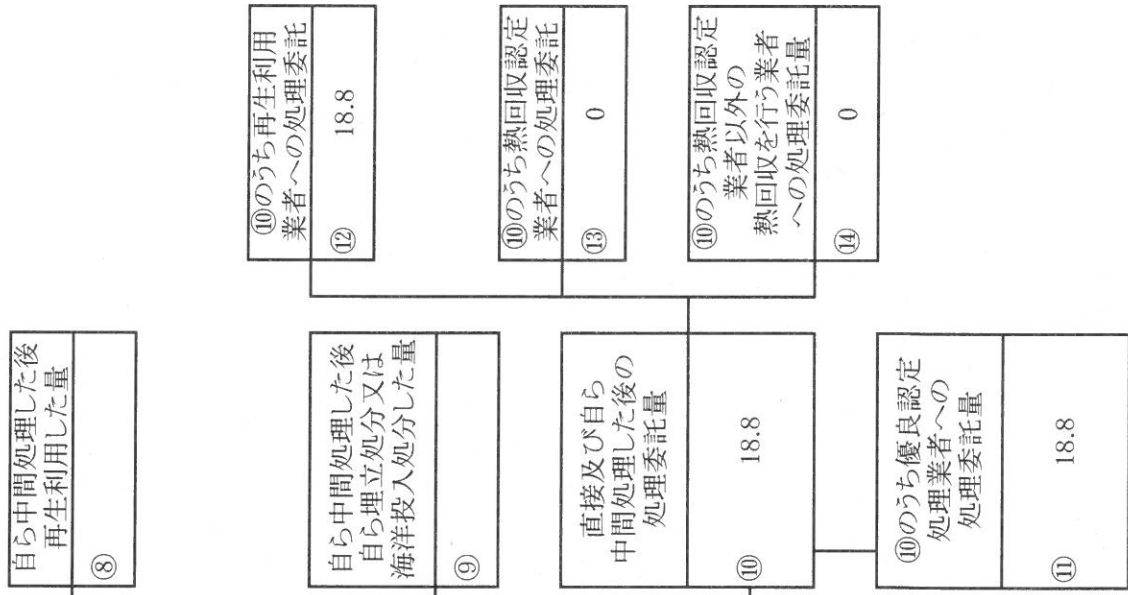 自ら中間処理した後
再生利用した量
⑧
自ら中間処理した後
自ら埋立処分又は
海洋投入処分した量
⑨
直接及び自ら
中間処理した後の
処理委託量
⑩
18.8
⑩のうち優良認定
処理業者への
処理委託量
⑪
18.8
⑩のうち再生利用
業者への処理委託
⑫
18.8
⑩のうち熱回収認定
業者への処理委託
⑬
0
⑩のうち熱回収認定
業者以外の
熱回収を行う業者
への処理委託量
⑭
0